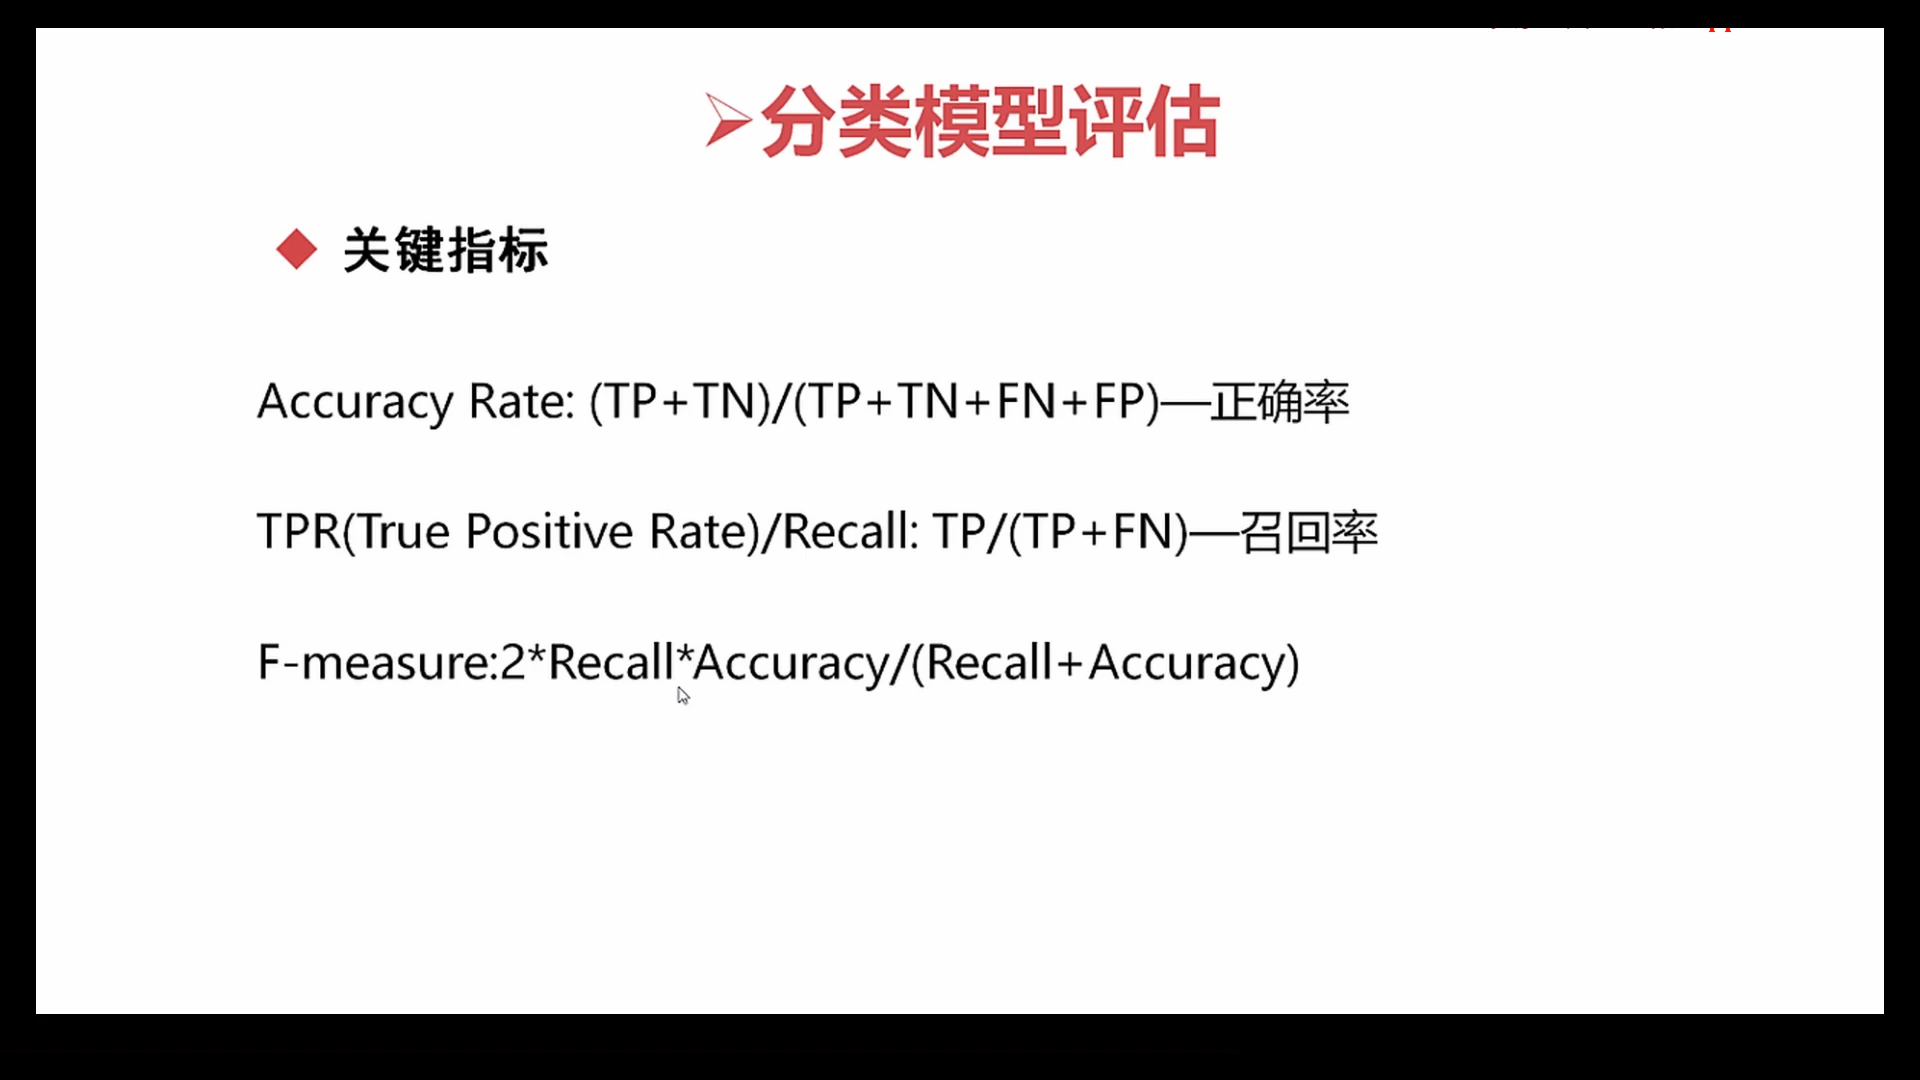 分类模型评估
关键指标
Accuracy Rate: (TP+TN)/(TP+TN+FN+FP)—正确率
TPR(True Positive Rate)/Recall: TP/(TP+FN)—召回率
F-measure:2*Recall*Accuracy/(Recall+Accuracy)